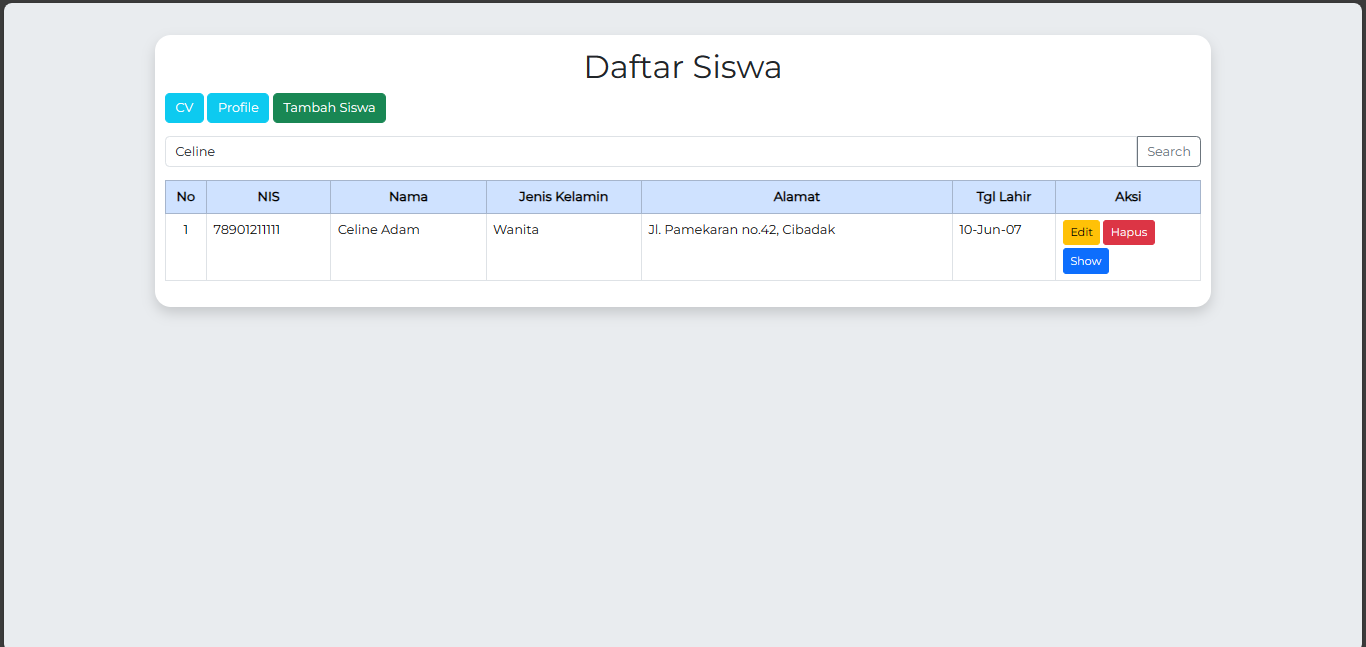 Daftar Siswa
CV Profile Tambah Siswa
Celine Search
No NIS Nama Jenis Kelamin Alamat Tgl Lahir Aksi
1 78901211111 Celine Adam Wanita Jl. Pamekaran no.42, Cibadak 10-Jun-07 Edit Hapus
Show